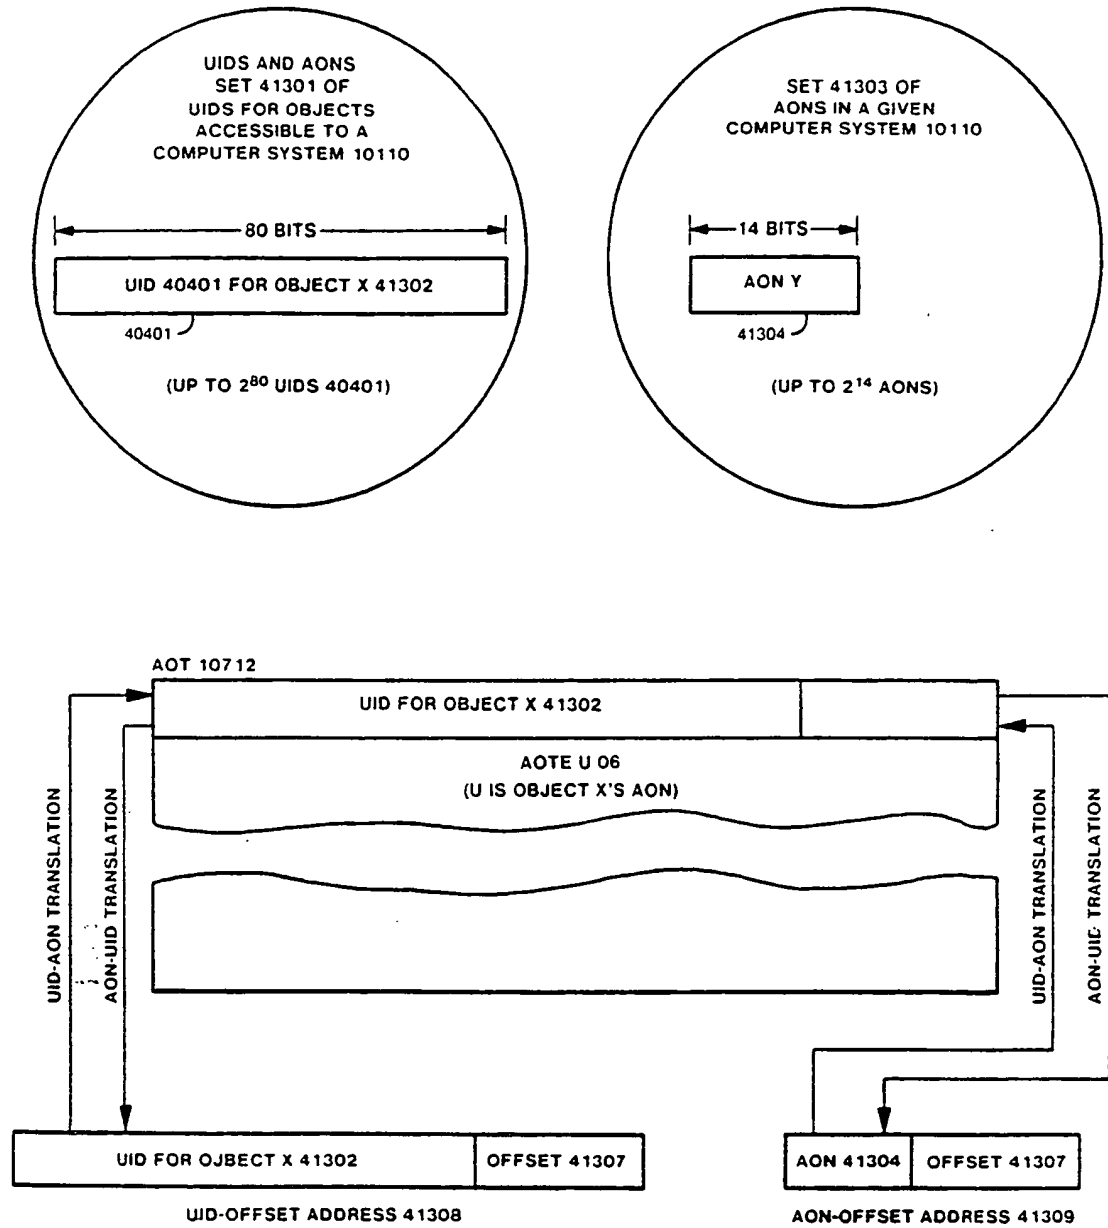 UIDS AND AONS
SET 41301 OF
UIDS FOR OBJECTS
ACCESSIBLE TO A
COMPUTER SYSTEM 10110
80 BITS
UID 40401 FOR OBJECT X 41302
40401
(UP TO 2⁸⁰ UIDS 40401)
SET 41303 OF
AONS IN A GIVEN
COMPUTER SYSTEM 10110
14 BITS
AON Y
41304
(UP TO 2¹⁴ AONS)
AOT 10712
UID FOR OBJECT X 41302
AOTE U 06
(U IS OBJECT X'S AON)
UID-AON TRANSLATION
AON-UID TRANSLATION
UID-AON TRANSLATION
AON-UID TRANSLATION
UID FOR OJBECT X 41302
OFFSET 41307
UID-OFFSET ADDRESS 41308
AON 41304
OFFSET 41307
AON-OFFSET ADDRESS 41309